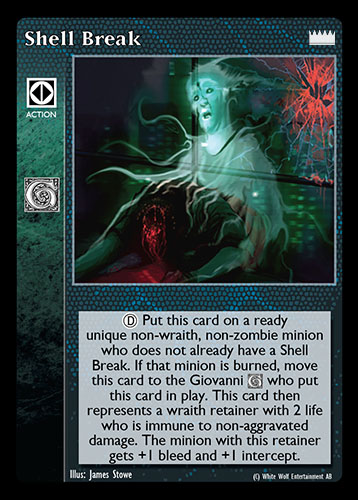 Shell Break
ACTION
D Put this card on a ready
unique non-wraith, non-zombie minion
who does not already have a Shell
Break. If that minion is burned, move
this card to the Giovanni G who put
this card in play. This card then
represents a wraith retainer with 2 life
who is immune to non-aggravated
damage. The minion with this retainer
gets +1 bleed and +1 intercept.
Illus: James Stowe
(C) White Wolf Entertainment AB